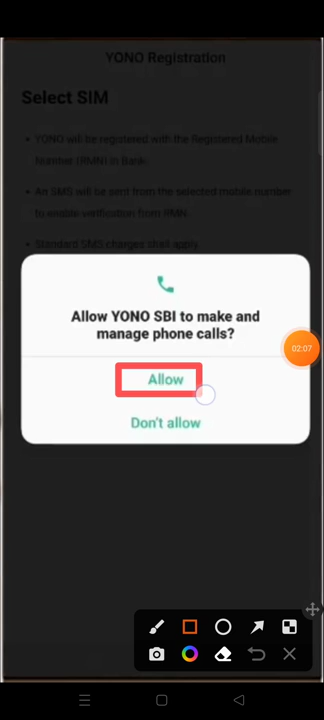 YONO Registration
Select SIM
• YONO will be registered with the Registered Mobile
Number (RMN) in Bank.
• An SMS will be sent from the selected mobile number
to enable verification from RMN.
• Standard SMS charges shall apply.
Allow YONO SBI to make and
manage phone calls?
02:07
Allow
Don't allow